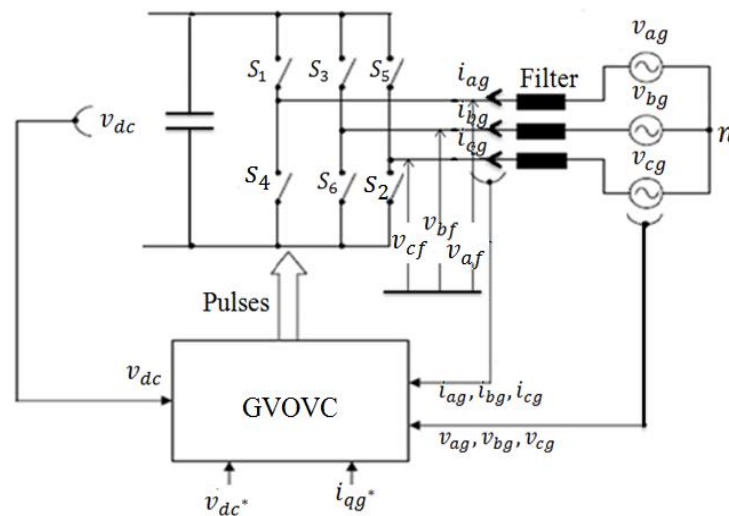 v_ag
S_1 S_3 S_5 i_ag Filter
v_bg
v_dc i_bg n
i_cg v_cg
S_4 S_6 S_2
v_cf v_bf v_af
Pulses
v_dc
GVOVC
i_ag, i_bg, i_cg
v_ag, v_bg, v_cg
v_dc* i_qg*